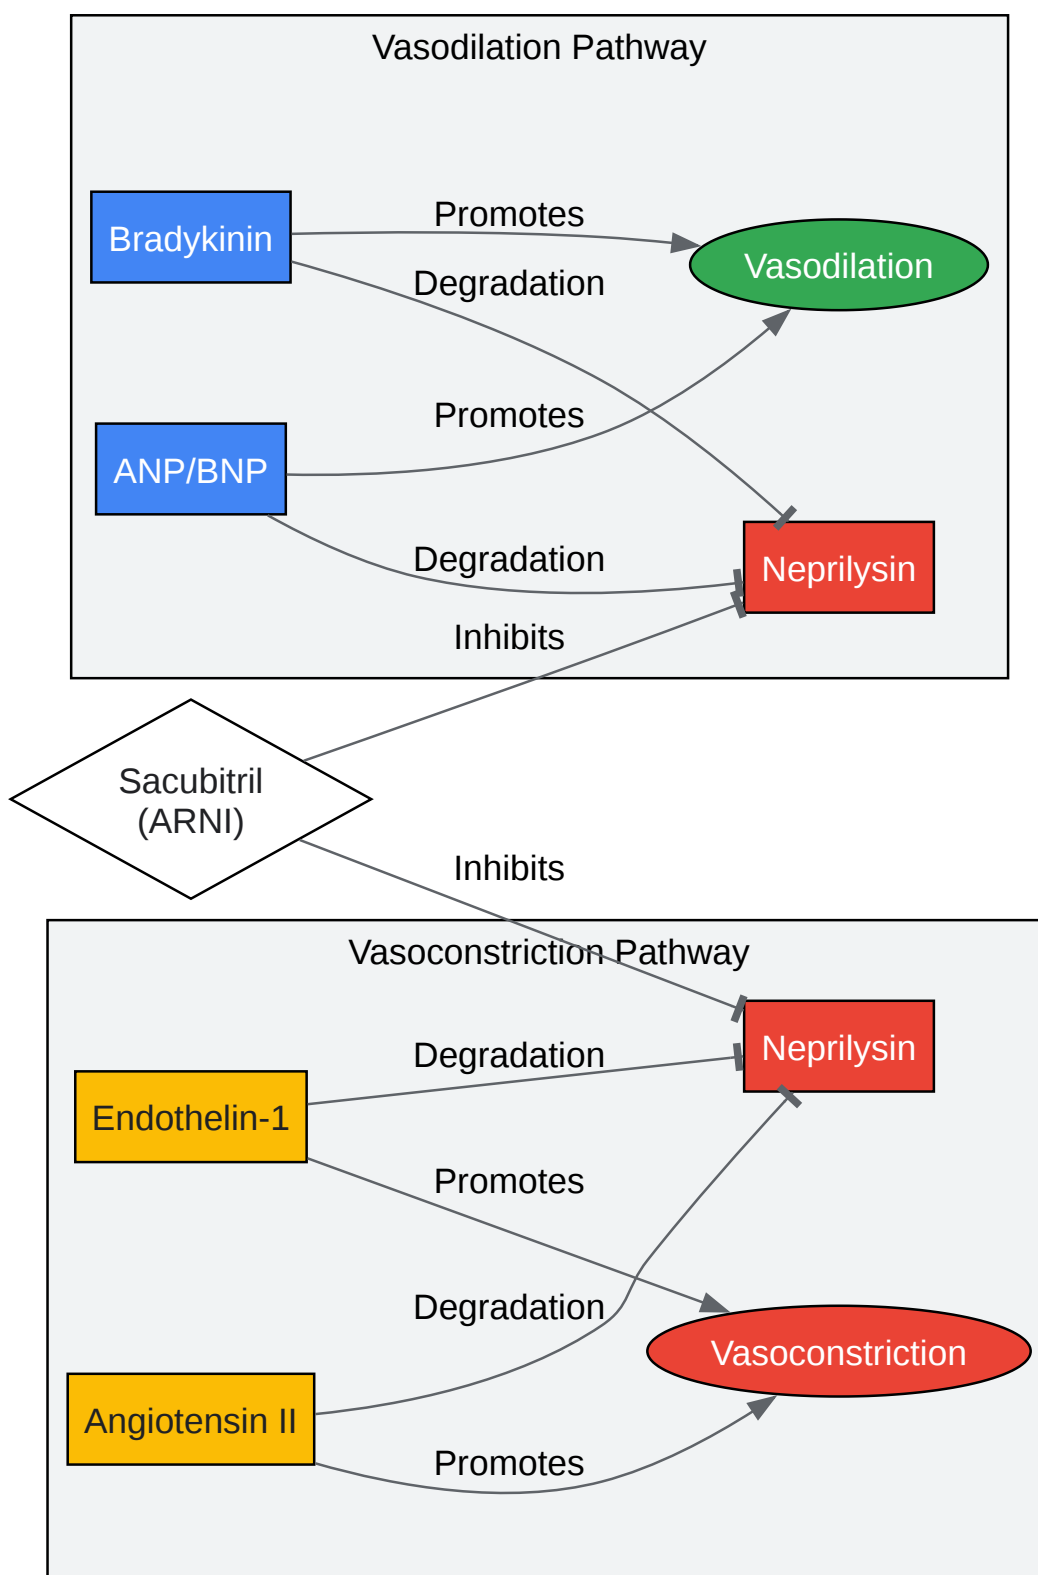 Vasodilation Pathway
Promotes
Bradykinin
Vasodilation
Degradation
Promotes
ANP/BNP
Degradation
Neprilysin
Inhibits
Sacubitril
(ARNI)
Inhibits
Vasoconstriction Pathway
Neprilysin
Degradation
Endothelin-1
Promotes
Degradation
Vasoconstriction
Angiotensin II
Promotes